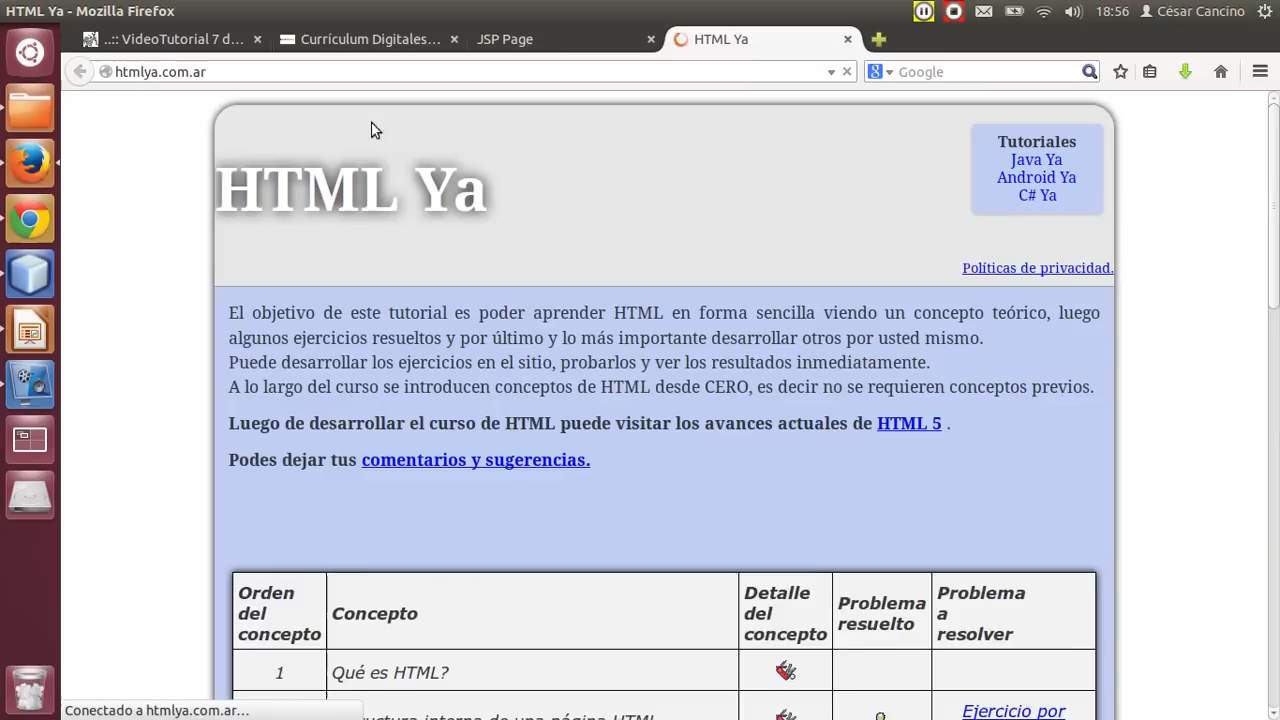 HTML Ya - Mozilla Firefox
18:56 César Cancino
..:: VideoTutorial 7 d...
Currículum Digitales...
JSP Page
HTML Ya
htmlya.com.ar
Google
HTML Ya
Tutoriales
Java Ya
Android Ya
C# Ya
Políticas de privacidad.
El objetivo de este tutorial es poder aprender HTML en forma sencilla viendo un concepto teórico, luego
algunos ejercicios resueltos y por último y lo más importante desarrollar otros por usted mismo.
Puede desarrollar los ejercicios en el sitio, probarlos y ver los resultados inmediatamente.
A lo largo del curso se introducen conceptos de HTML desde CERO, es decir no se requieren conceptos previos.
Luego de desarrollar el curso de HTML puede visitar los avances actuales de HTML 5 .
Podes dejar tus comentarios y sugerencias.
Orden
del
concepto
Concepto
Detalle
del
concepto
Problema
resuelto
Problema
a
resolver
1
Qué es HTML?
interna de una página HTML
Ejercicio por
Conectado a htmlya.com.ar...